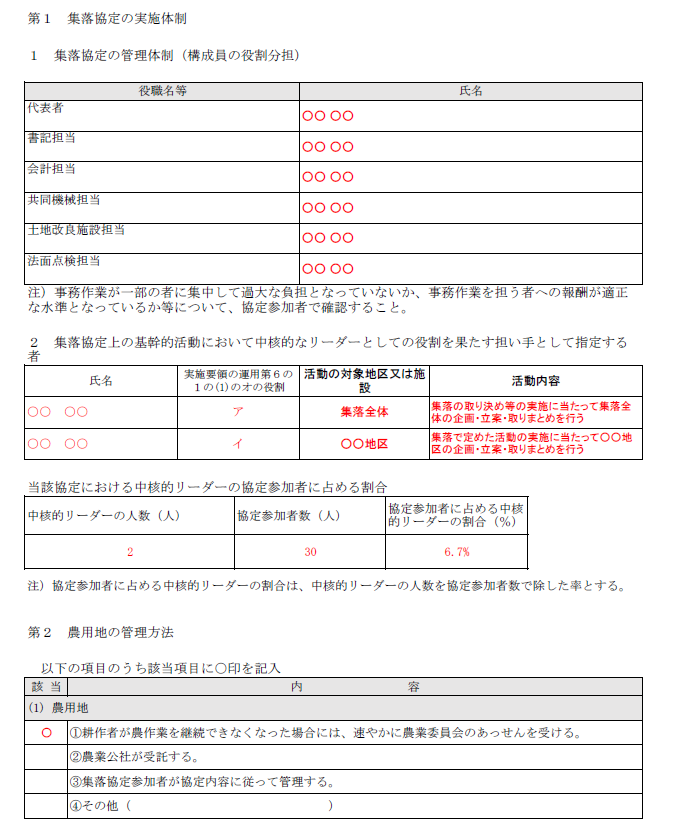 第１　集落協定の実施体制
１　集落協定の管理体制（構成員の役割分担）
役職名等　氏名
代表者　〇〇 〇〇
書記担当　〇〇 〇〇
会計担当　〇〇 〇〇
共同機械担当　〇〇 〇〇
土地改良施設担当　〇〇 〇〇
法面点検担当　〇〇 〇〇
注）事務作業が一部の者に集中して過大な負担となっていないか、事務作業を担う者への報酬が適正
な水準となっているか等について、協定参加者で確認すること。
２　集落協定上の基幹的活動において中核的なリーダーとしての役割を果たす担い手として指定する
者
氏名
実施要領の運用第６の
１の(1)のオの役割
活動の対象地区又は施
設
活動内容
〇〇　〇〇
ア
集落全体
集落の取り決め等の実施に当たって集落全
体の企画・立案・取りまとめを行う
〇〇　〇〇
イ
〇〇地区
集落で定めた活動の実施に当たって〇〇地
区の企画・立案・取りまとめを行う
当該協定における中核的リーダーの協定参加者に占める割合
中核的リーダーの人数（人）
協定参加者数（人）
協定参加者に占める中核
的リーダーの割合（％）
2
30
6.7%
注）協定参加者に占める中核的リーダーの割合は、中核的リーダーの人数を協定参加者数で除した率とする。
第２　農用地の管理方法
以下の項目のうち該当項目に〇印を記入
該 当　内　容
(1) 農用地
〇　①耕作者が農作業を継続できなくなった場合には、速やかに農業委員会のあっせんを受ける。
②農業公社が受託する。
③集落協定参加者が協定内容に従って管理する。
④その他（　　　　　　　　　　　　　　　　）